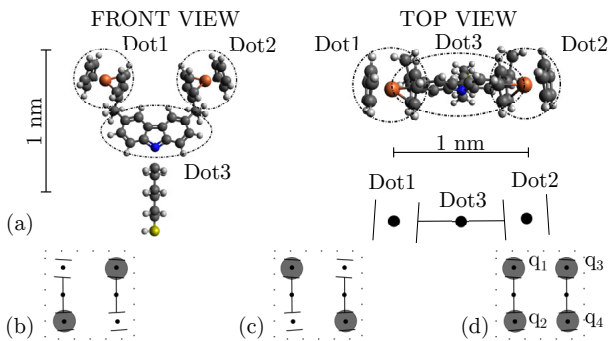 FRONT VIEW
TOP VIEW
Dot1
Dot2
Dot3
1 nm
Dot1
Dot3
Dot2
1 nm
Dot1
Dot3
Dot2
(a)
(b)
(c)
(d)
q1
q3
q2
q4